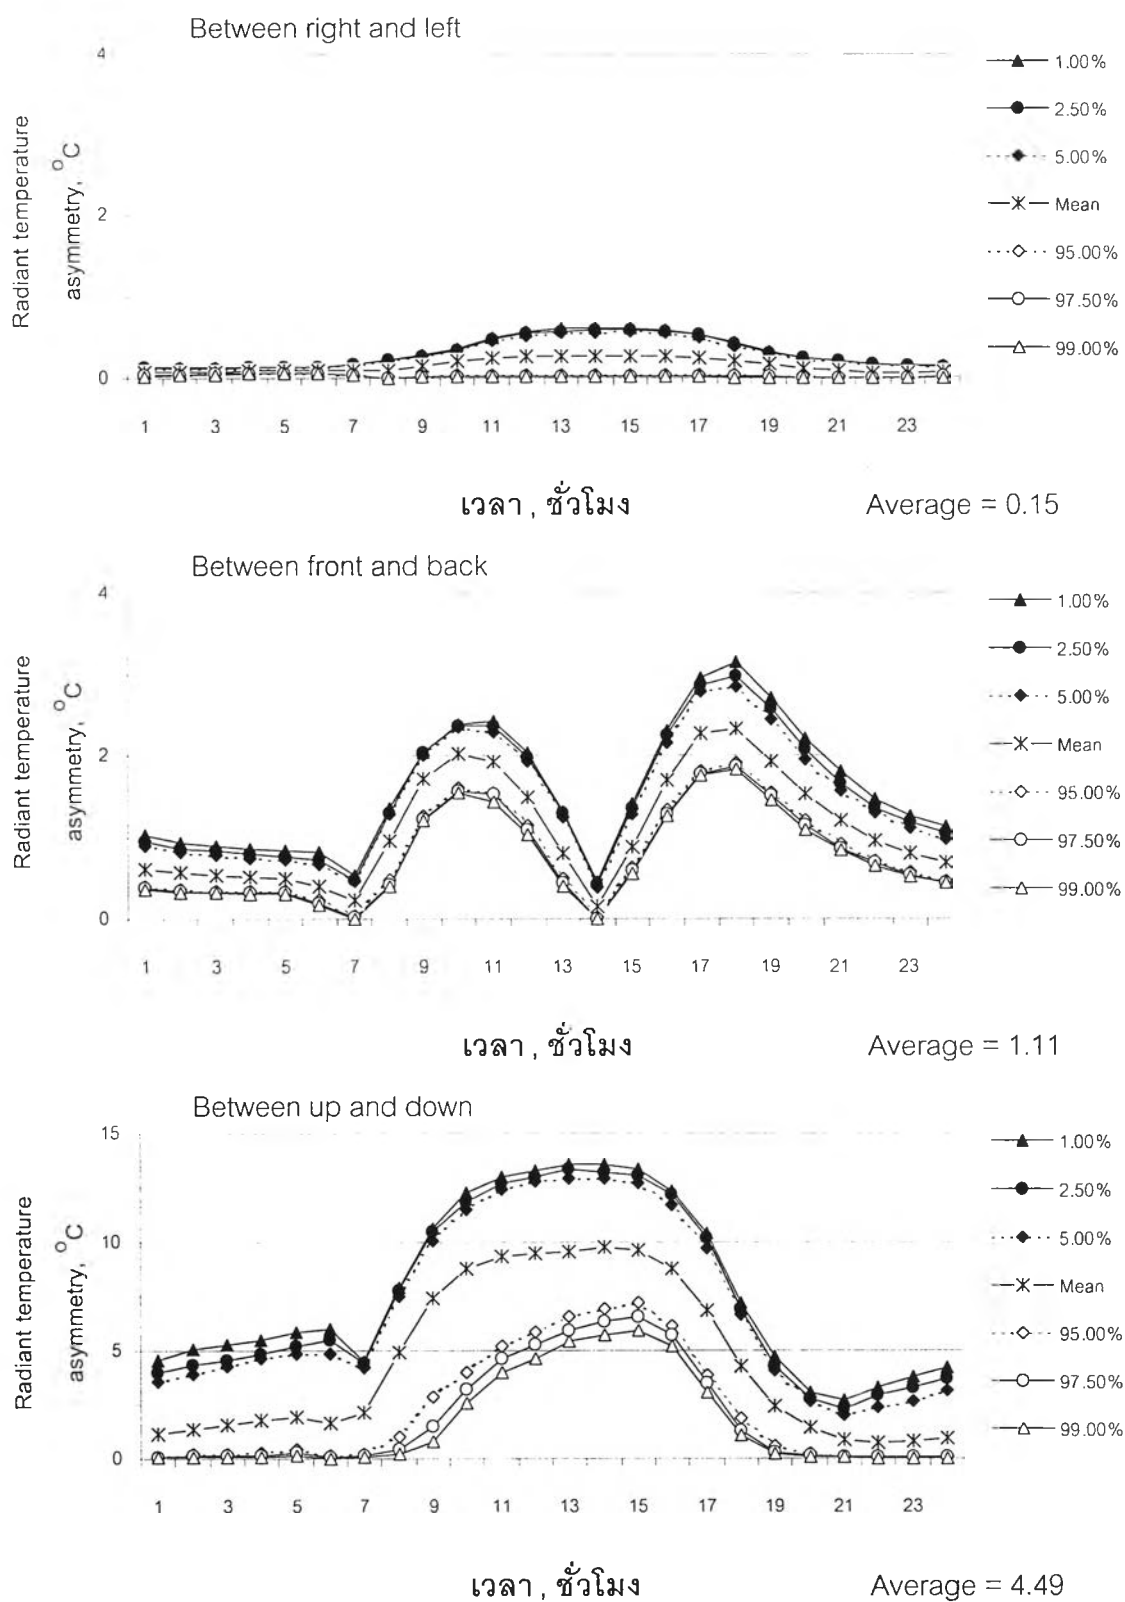 Between right and left
4
2
0
Radiant temperature
asymmetry, °C
1 3 5 7 9 11 13 15 17 19 21 23
เวลา , ชั่วโมง
Average = 0.15
1.00%
2.50%
5.00%
Mean
95.00%
97.50%
99.00%
Between front and back
4
2
0
Radiant temperature
asymmetry, °C
1 3 5 7 9 11 13 15 17 19 21 23
เวลา , ชั่วโมง
Average = 1.11
1.00%
2.50%
5.00%
Mean
95.00%
97.50%
99.00%
Between up and down
15
10
5
0
Radiant temperature
asymmetry, °C
1 3 5 7 9 11 13 15 17 19 21 23
เวลา , ชั่วโมง
Average = 4.49
1.00%
2.50%
5.00%
Mean
95.00%
97.50%
99.00%